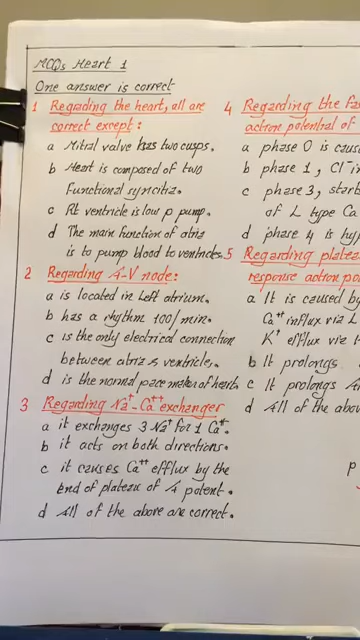 MCQs Heart 1
One answer is correct
1 Regarding the heart, all are
correct except:
a Mitral valve has two cusps.
b Heart is composed of two
Functional syncitia.
c Rt ventricle is low p pump.
d The main function of atria
is to pump blood to ventricles.
2 Regarding A-V node:
a is located in left atrium.
b has a rhythm 100/min.
c is the only electrical connection
between atria & ventricles.
d is the normal pacemaker of heart.
3 Regarding Na+-Ca++ exchanger
a it exchanges 3 Na+ for 1 Ca++.
b it acts on both directions.
c it causes Ca++ efflux by the
end of plateau of A potent.
d All of the above are correct.
4 Regarding the fa
action potential of
a phase 0 is caus
b phase 1, Cl- in
c phase 3, starts
of L type Ca
d phase 4 is hyp
5 Regarding platea
response action po
a It is caused by
Ca++ influx via L
K+ efflux via
b It prolongs
c It prolongs A
d All of the abov
p